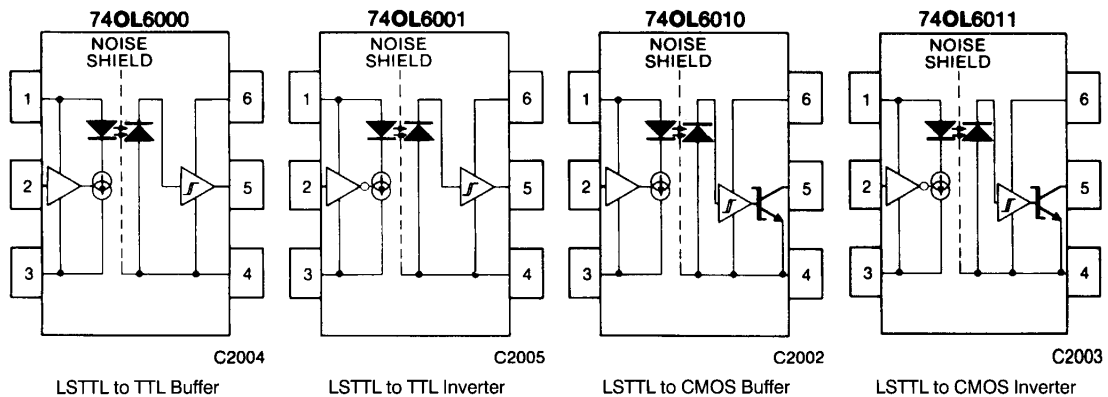 74OL6000
NOISE
SHIELD
1
2
3
6
5
4
C2004
LSTTL to TTL Buffer
74OL6001
NOISE
SHIELD
1
2
3
6
5
4
C2005
LSTTL to TTL Inverter
74OL6010
NOISE
SHIELD
1
2
3
6
5
4
C2002
LSTTL to CMOS Buffer
74OL6011
NOISE
SHIELD
1
2
3
6
5
4
C2003
LSTTL to CMOS Inverter